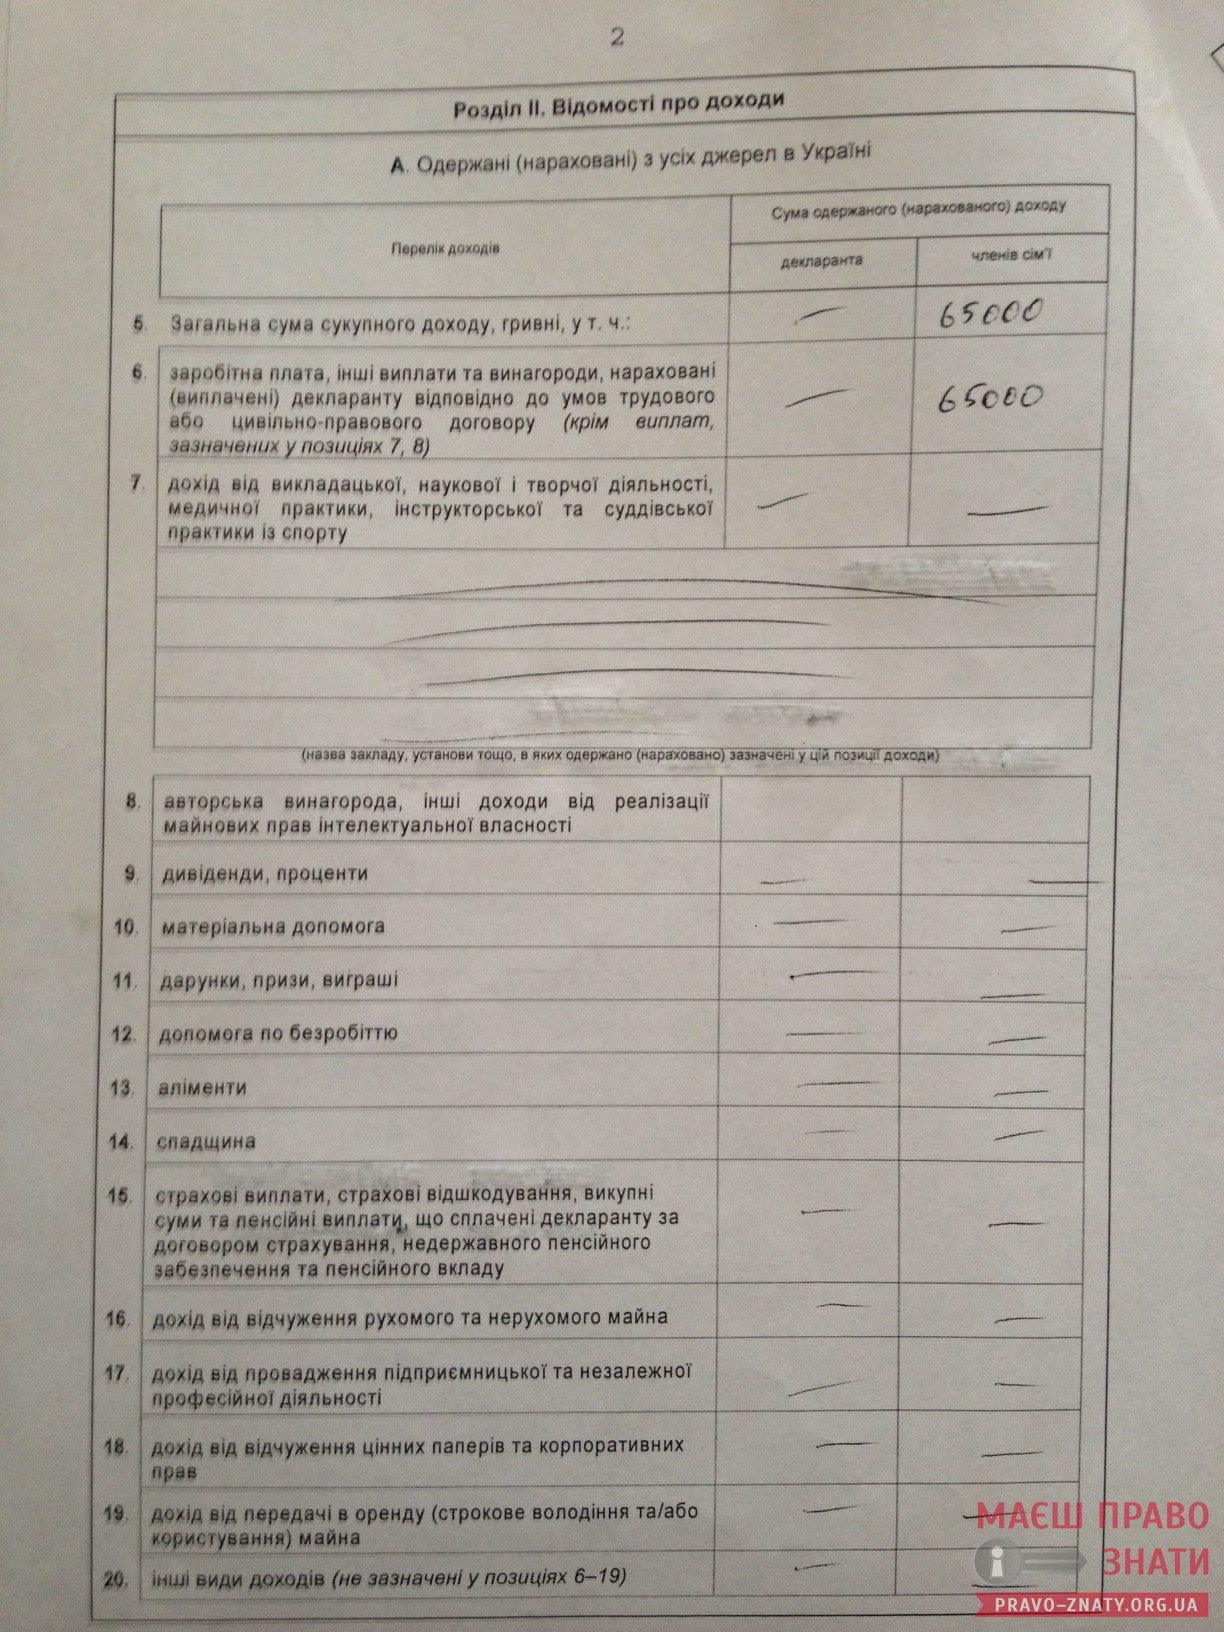 2
Розділ II. Відомості про доходи
А. Одержані (нараховані) з усіх джерел в Україні
Перелік доходів
Сума одержаного (нарахованого) доходу
декларанта
членів сім'ї
5. Загальна сума сукупного доходу, гривні, у т. ч.: — 65000
6. заробітна плата, інші виплати та винагороди, нараховані
(виплачені) декларанту відповідно до умов трудового — 65000
або цивільно-правового договору (крім виплат,
зазначених у позиціях 7, 8)
7. дохід від викладацької, наукової і творчої діяльності,
медичної практики, інструкторської та суддівської — —
практики із спорту
(назва закладу, установи тощо, в яких одержано (нараховано) зазначені у цій позиції доходи)
8. авторська винагорода, інші доходи від реалізації
майнових прав інтелектуальної власності
9. дивіденди, проценти — —
10. матеріальна допомога — —
11. дарунки, призи, виграші — —
12. допомога по безробіттю — —
13. аліменти — —
14. спадщина — —
15. страхові виплати, страхові відшкодування, викупні
суми та пенсійні виплати, що сплачені декларанту за — —
договором страхування, недержавного пенсійного
забезпечення та пенсійного вкладу
16. дохід від відчуження рухомого та нерухомого майна — —
17. дохід від провадження підприємницької та незалежної
професійної діяльності — —
18. дохід від відчуження цінних паперів та корпоративних — —
прав
19. дохід від передачі в оренду (строкове володіння та/або — —
користування) майна
20. інші види доходів (не зазначені у позиціях 6–19) — —
МАЄШ ПРАВО
ЗНАТИ
PRAVO-ZNATY.ORG.UA